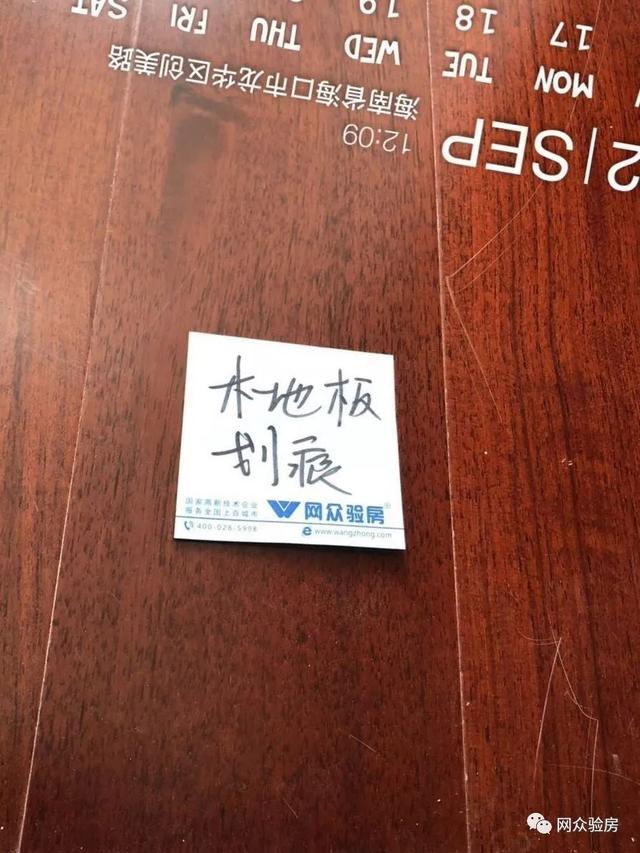 木地板
划痕
国家高新技术企业
服务全国上百城市
网众验房®
400-028-5998
www.wangzhong.com
2|SEP
12:09
海南省海口市龙华区创美路
MON TUE WED THU FRI SAT
17 18 19
网众验房